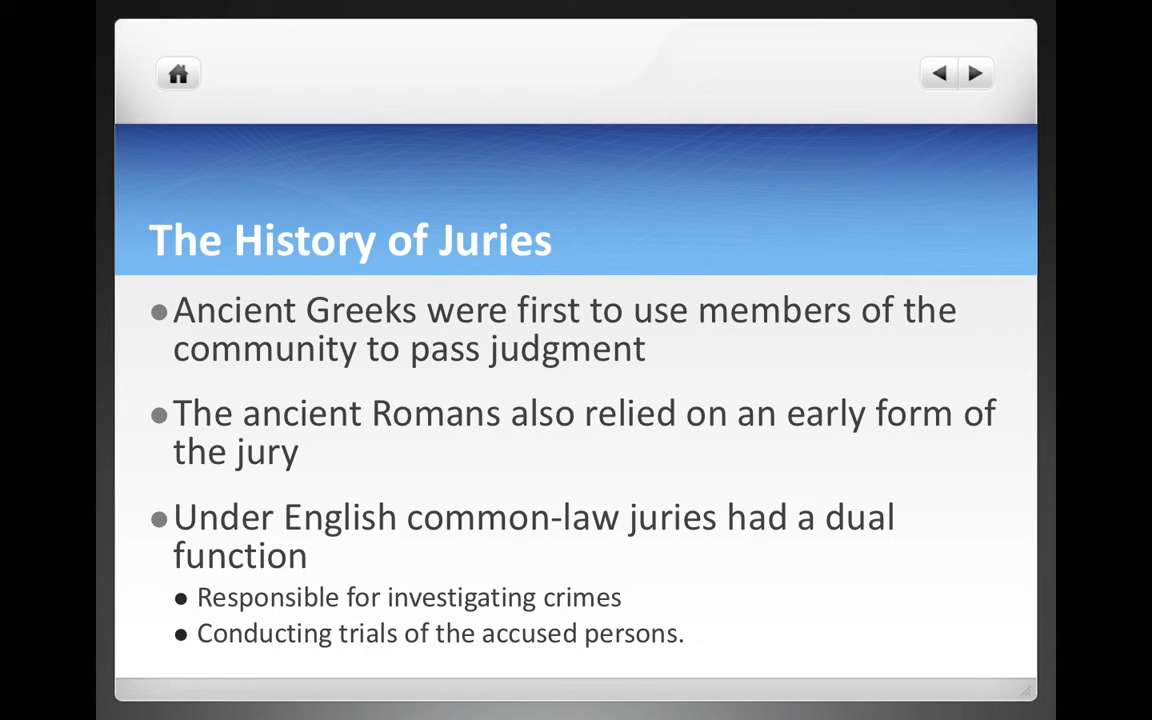 The History of Juries
●Ancient Greeks were first to use members of the
community to pass judgment
●The ancient Romans also relied on an early form of
the jury
●Under English common-law juries had a dual
function
● Responsible for investigating crimes
● Conducting trials of the accused persons.